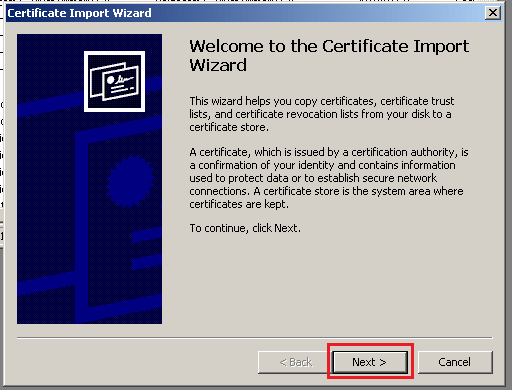 Certificate Import Wizard
Welcome to the Certificate Import
Wizard
This wizard helps you copy certificates, certificate trust
lists, and certificate revocation lists from your disk to a
certificate store.
A certificate, which is issued by a certification authority, is
a confirmation of your identity and contains information
used to protect data or to establish secure network
connections. A certificate store is the system area where
certificates are kept.
To continue, click Next.
< Back
Next >
Cancel